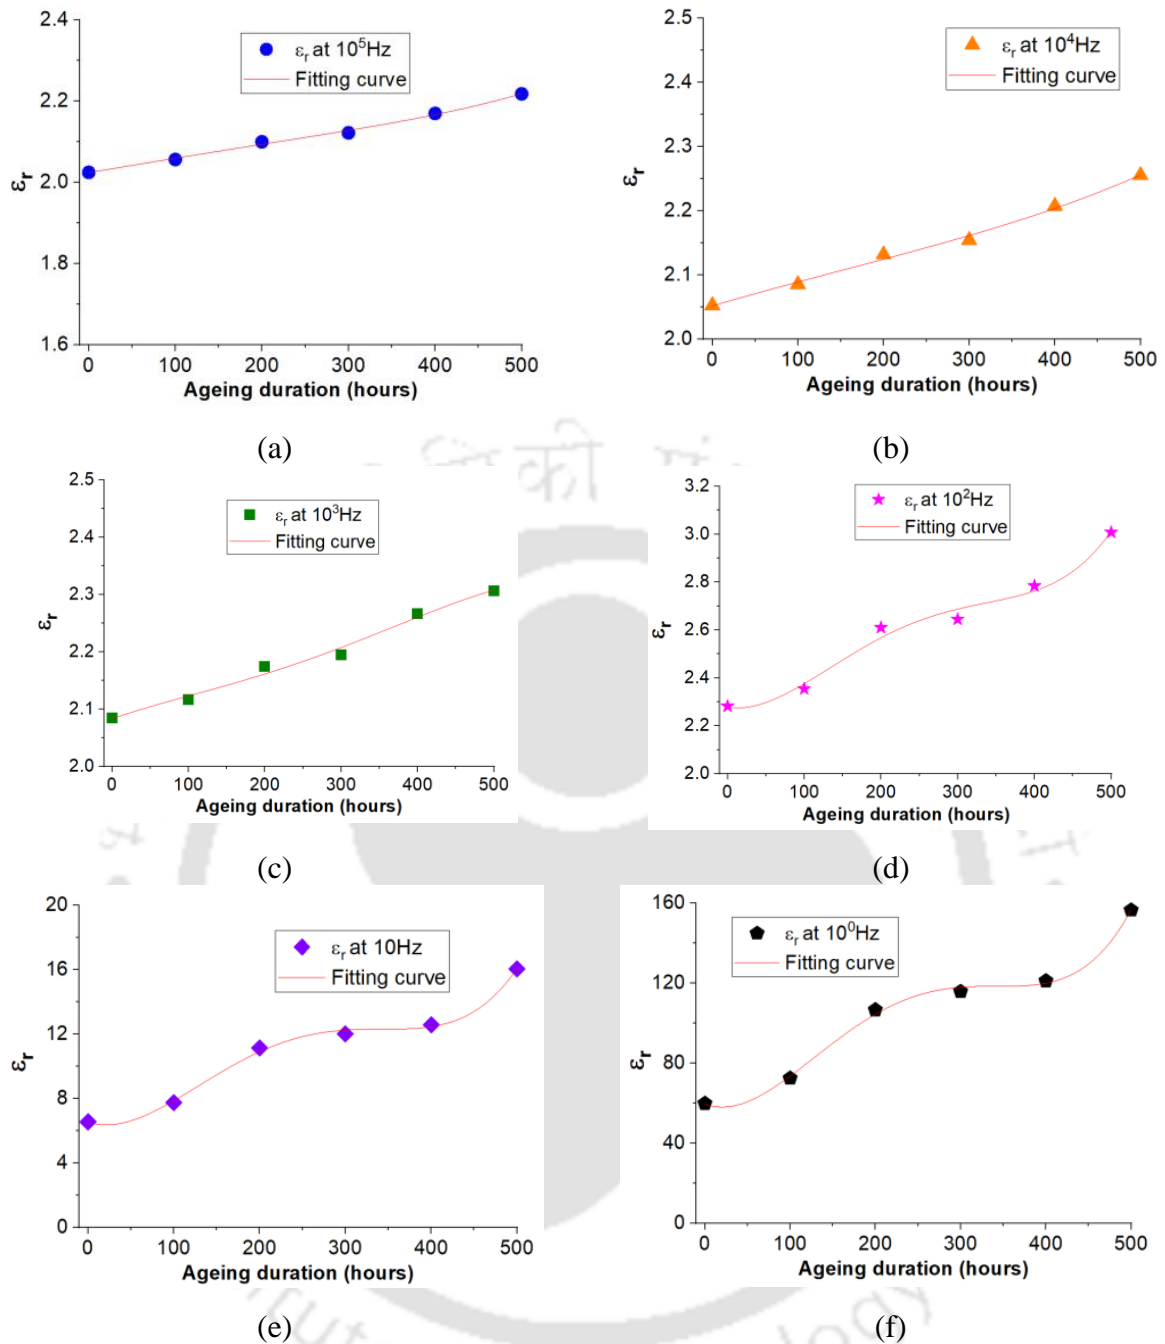 2.4
2.2
2.0
1.8
1.6
εr
εr at 10⁵Hz
Fitting curve
0 100 200 300 400 500
Ageing duration (hours)
(a)
2.5
2.4
2.3
2.2
2.1
2.0
εr
εr at 10⁴Hz
Fitting curve
0 100 200 300 400 500
Ageing duration (hours)
(b)
2.5
2.4
2.3
2.2
2.1
2.0
εr
εr at 10³Hz
Fitting curve
0 100 200 300 400 500
Ageing duration (hours)
(c)
3.2
3.0
2.8
2.6
2.4
2.2
2.0
εr
εr at 10²Hz
Fitting curve
0 100 200 300 400 500
Ageing duration (hours)
(d)
20
16
12
8
4
0
εr
εr at 10Hz
Fitting curve
0 100 200 300 400 500
Ageing duration (hours)
(e)
160
120
80
40
0
εr
εr at 10⁰Hz
Fitting curve
0 100 200 300 400 500
Ageing duration (hours)
(f)